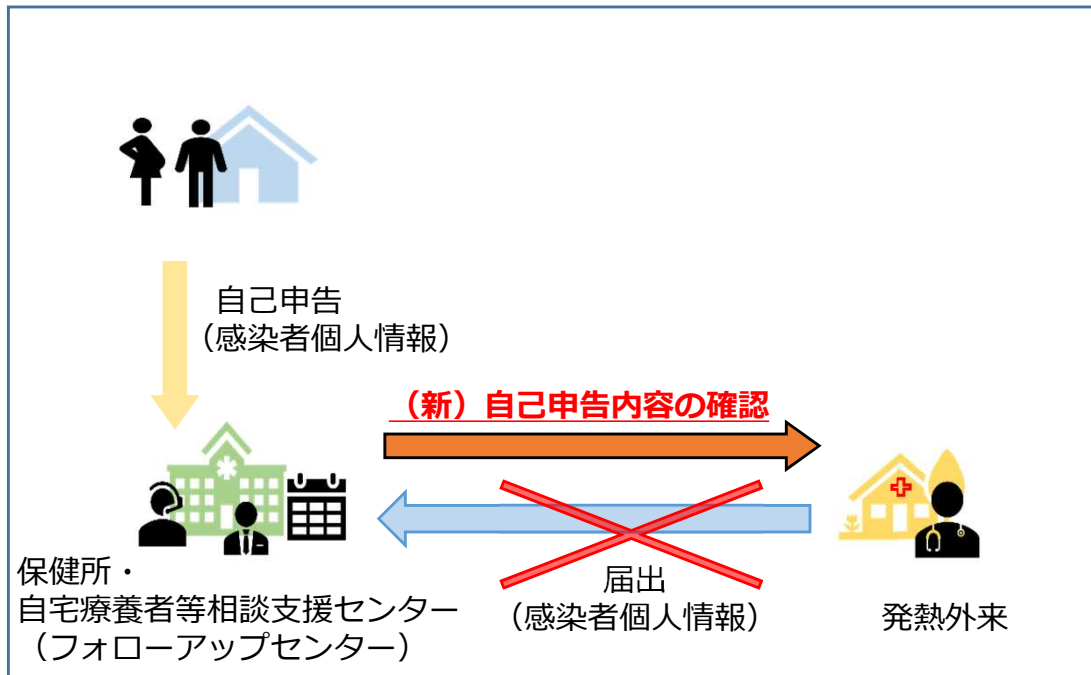 自己申告
（感染者個人情報）
（新）自己申告内容の確認
保健所・
自宅療養者等相談支援センター
（フォローアップセンター）
届出
（感染者個人情報）
発熱外来